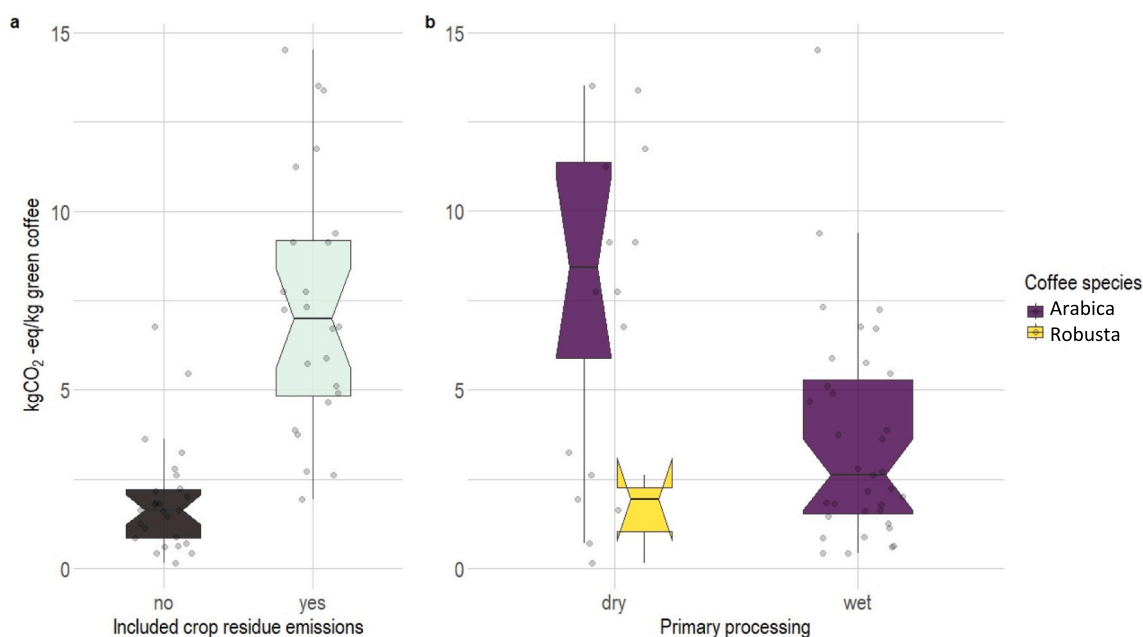 a
b
kgCO2 -eq/kg green coffee
15
10
5
0
no
yes
Included crop residue emissions
15
10
5
0
dry
wet
Primary processing
Coffee species
Arabica
Robusta